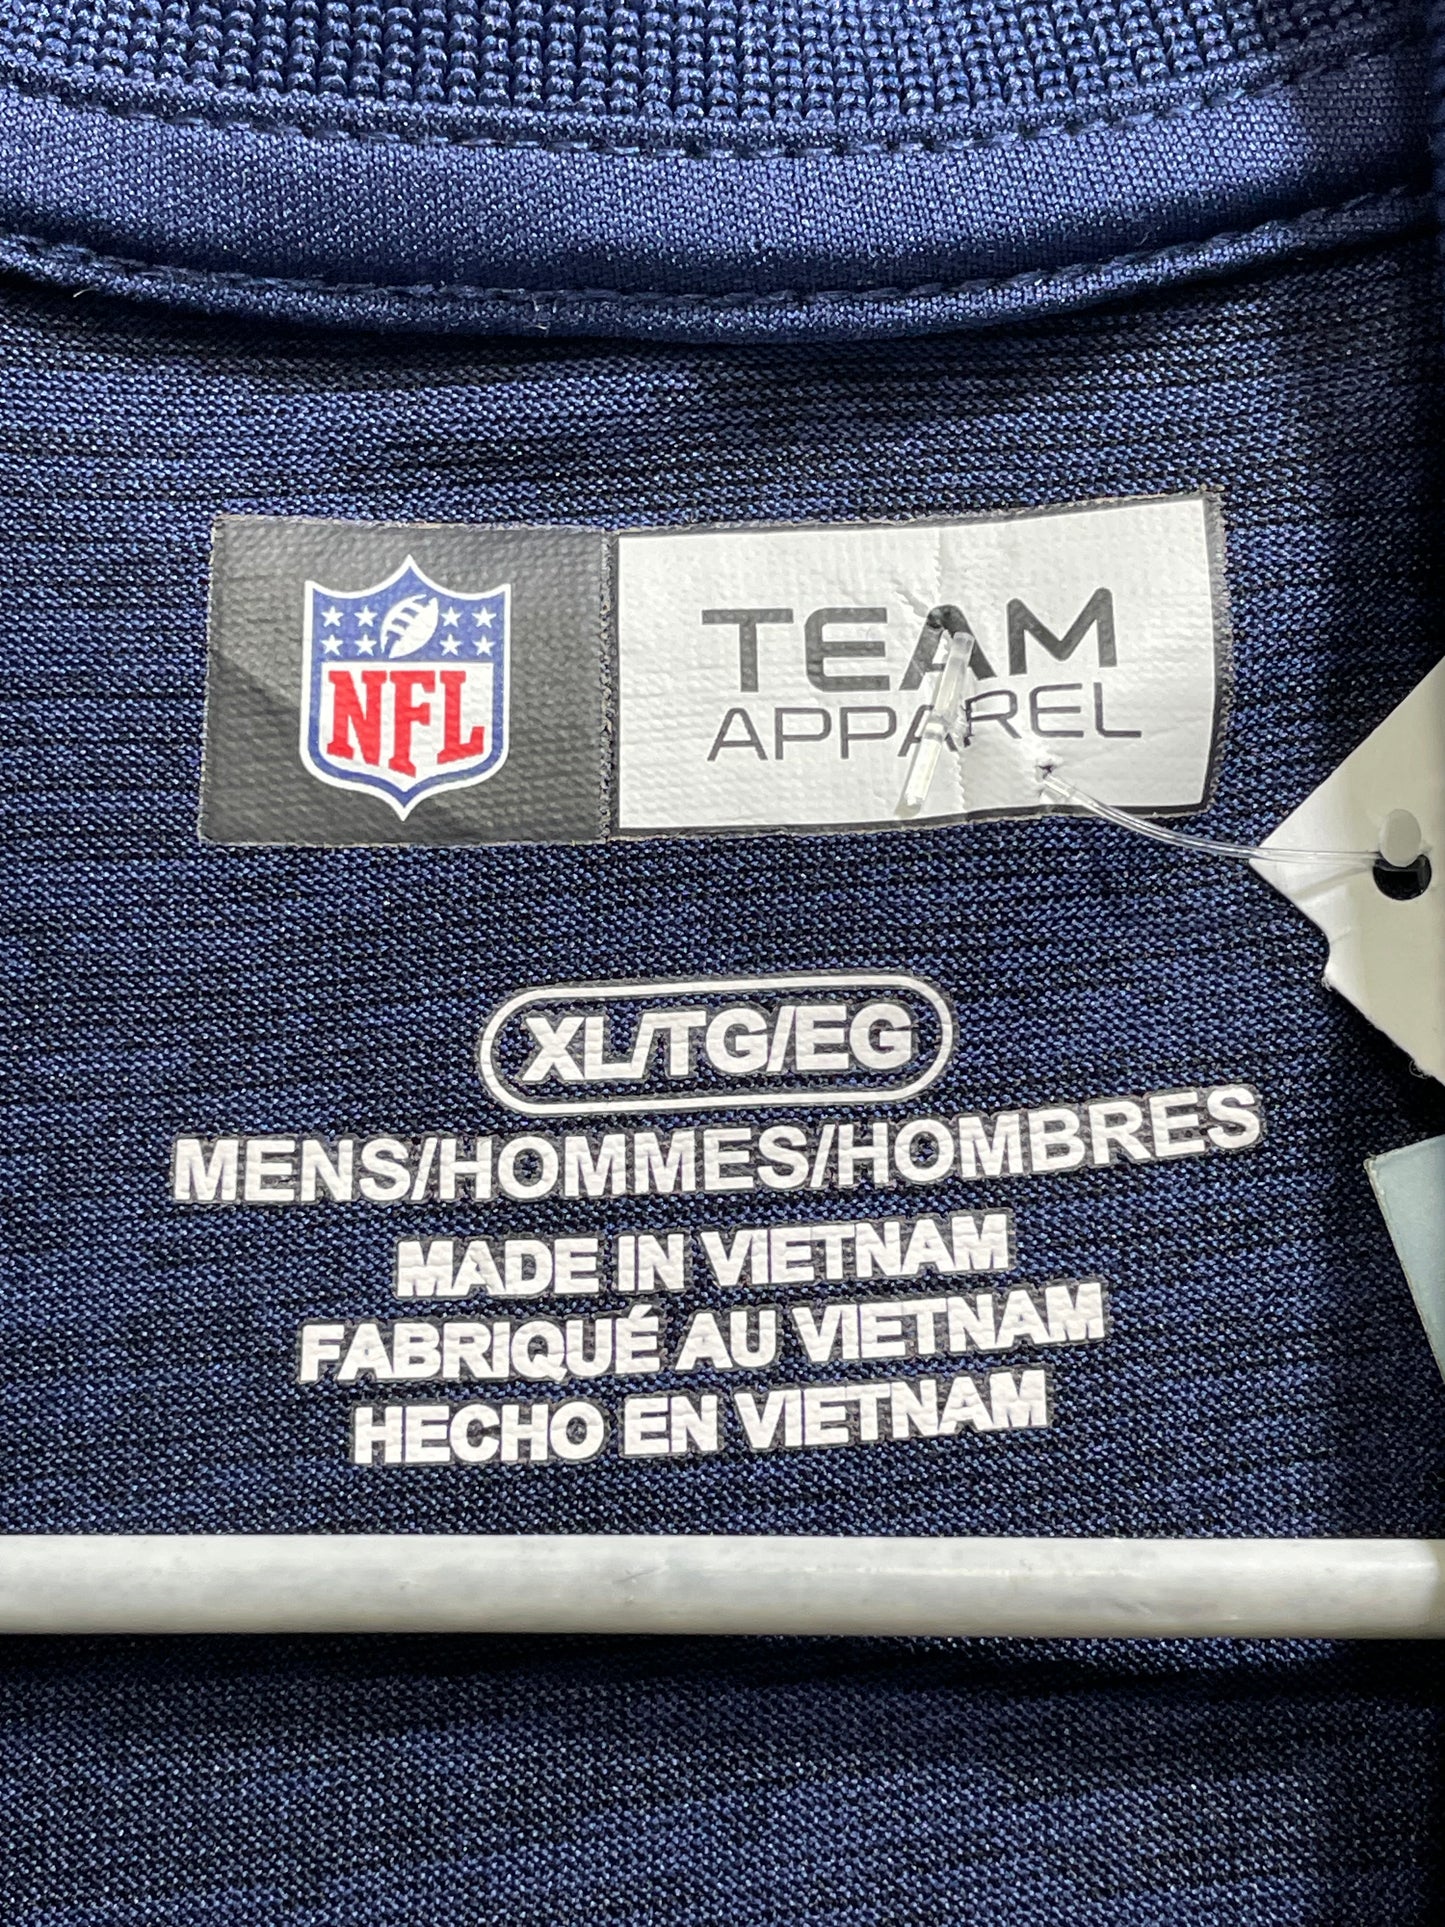 NFL
TEAM
APPAREL
XL/TG/EG
MENS/HOMMES/HOMBRES
MADE IN VIETNAM
FABRIQUÉ AU VIETNAM
HECHO EN VIETNAM